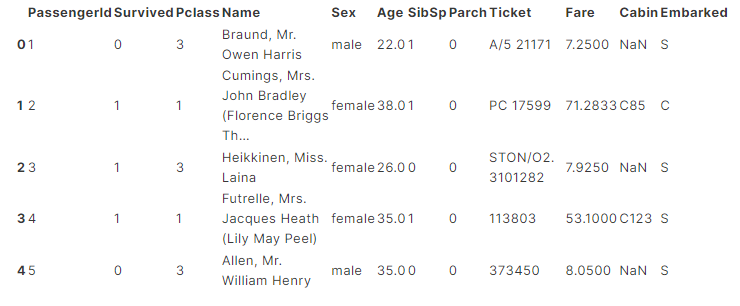 PassengerId Survived Pclass Name Sex Age SibSp Parch Ticket Fare Cabin Embarked
0 1 0 3 Braund, Mr. Owen Harris male 22.0 1 0 A/5 21171 7.2500 NaN S
1 2 1 1 Cumings, Mrs. John Bradley (Florence Briggs Th... female 38.0 1 0 PC 17599 71.2833 C85 C
2 3 1 3 Heikkinen, Miss. Laina female 26.0 0 0 STON/O2. 3101282 7.9250 NaN S
3 4 1 1 Futrelle, Mrs. Jacques Heath (Lily May Peel) female 35.0 1 0 113803 53.1000 C123 S
4 5 0 3 Allen, Mr. William Henry male 35.0 0 0 373450 8.0500 NaN S